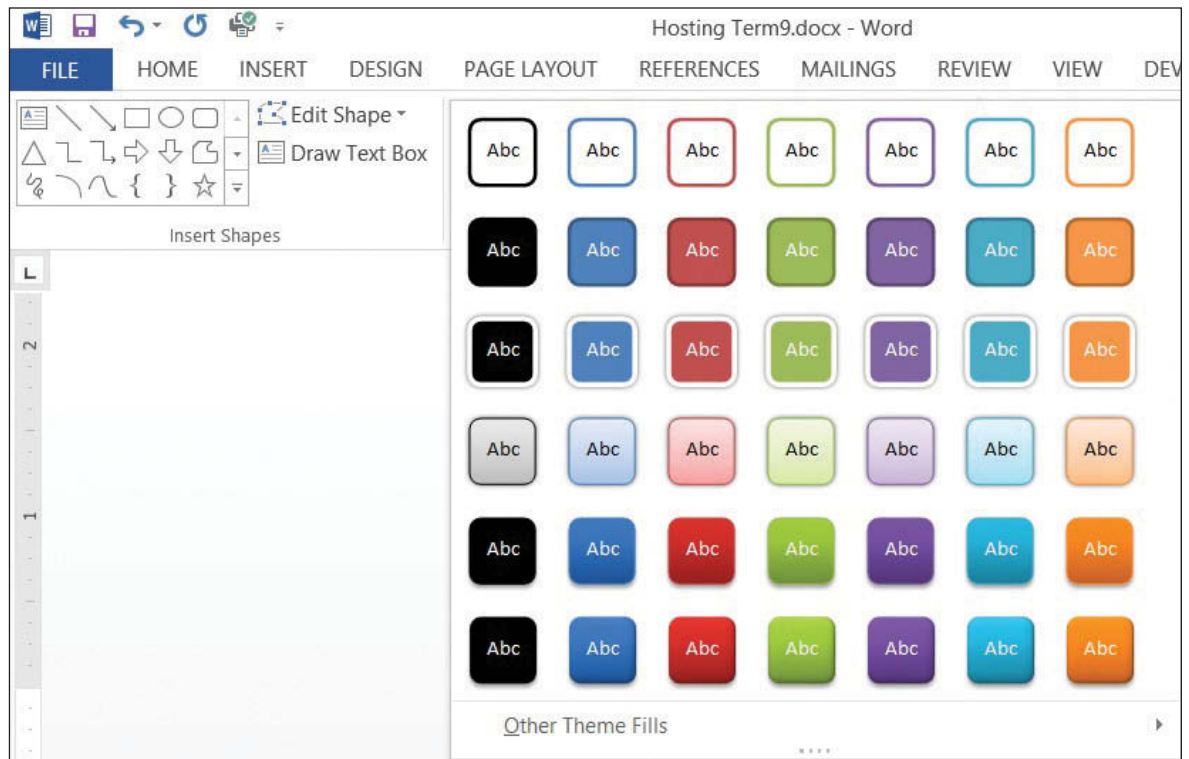 Hosting Term9.docx - Word
FILE HOME INSERT DESIGN PAGE LAYOUT REFERENCES MAILINGS REVIEW VIEW DEV
Edit Shape
Draw Text Box
Insert Shapes
L
2
1
Abc Abc Abc Abc Abc Abc Abc
Abc Abc Abc Abc Abc Abc Abc
Abc Abc Abc Abc Abc Abc Abc
Abc Abc Abc Abc Abc Abc Abc
Abc Abc Abc Abc Abc Abc Abc
Abc Abc Abc Abc Abc Abc Abc
Other Theme Fills